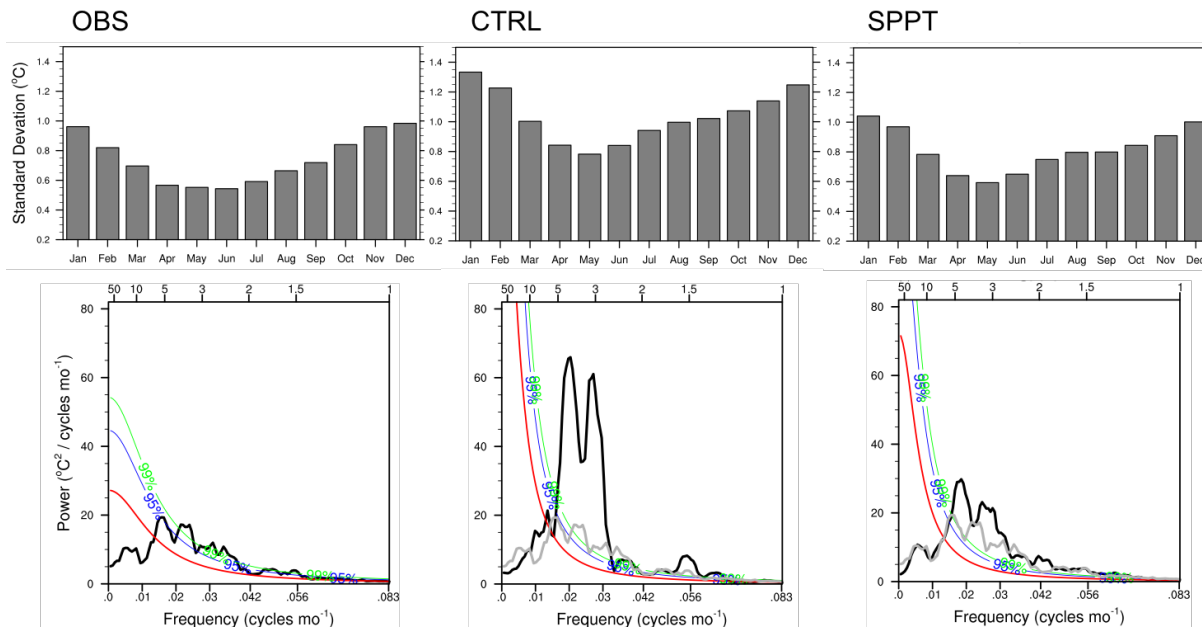 OBS CTRL SPPT
Standard Devation (°C)
1.4 1.2 1.0 0.8 0.6 0.4 0.2
Jan Feb Mar Apr May Jun Jul Aug Sep Oct Nov Dec
1.4 1.2 1.0 0.8 0.6 0.4 0.2
Jan Feb Mar Apr May Jun Jul Aug Sep Oct Nov Dec
1.4 1.2 1.0 0.8 0.6 0.4 0.2
Jan Feb Mar Apr May Jun Jul Aug Sep Oct Nov Dec
50 10 5 3 2 1.5 1
Power (°C² / cycles mo⁻¹)
80 60 40 20 0
99% 95% 99% 95% 99% 95%
.0 .01 .02 .03 .04 .056 .083
Frequency (cycles mo⁻¹)
50 10 5 3 2 1.5 1
80 60 40 20 0
99% 95% 95%
.0 .01 .02 .03 .04 .056 .083
Frequency (cycles mo⁻¹)
50 10 5 3 2 1.5 1
80 60 40 20 0
99% 95% 95%
.0 .01 .02 .03 .04 .056 .083
Frequency (cycles mo⁻¹)